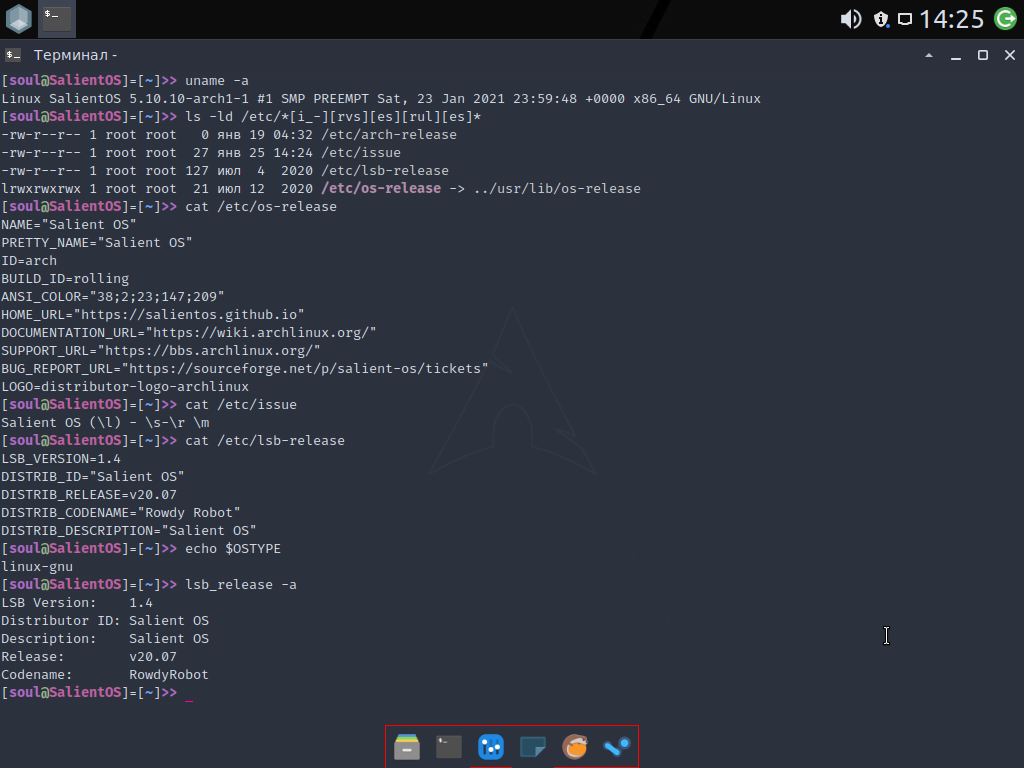 14:25
Терминал -
[soul@SalientOS]=[~]>> uname -a
Linux SalientOS 5.10.10-arch1-1 #1 SMP PREEMPT Sat, 23 Jan 2021 23:59:48 +0000 x86_64 GNU/Linux
[soul@SalientOS]=[~]>> ls -ld /etc/*[i_-][rvs][es][rul][es]*
-rw-r--r-- 1 root root   0 янв 19 04:32 /etc/arch-release
-rw-r--r-- 1 root root  27 янв 25 14:24 /etc/issue
-rw-r--r-- 1 root root 127 июл  4  2020 /etc/lsb-release
lrwxrwxrwx 1 root root  21 июл 12  2020 /etc/os-release -> ../usr/lib/os-release
[soul@SalientOS]=[~]>> cat /etc/os-release
NAME="Salient OS"
PRETTY_NAME="Salient OS"
ID=arch
BUILD_ID=rolling
ANSI_COLOR="38;2;23;147;209"
HOME_URL="https://salientos.github.io"
DOCUMENTATION_URL="https://wiki.archlinux.org/"
SUPPORT_URL="https://bbs.archlinux.org/"
BUG_REPORT_URL="https://sourceforge.net/p/salient-os/tickets"
LOGO=distributor-logo-archlinux
[soul@SalientOS]=[~]>> cat /etc/issue
Salient OS (\l) - \s-\r \m
[soul@SalientOS]=[~]>> cat /etc/lsb-release
LSB_VERSION=1.4
DISTRIB_ID="Salient OS"
DISTRIB_RELEASE=v20.07
DISTRIB_CODENAME="Rowdy Robot"
DISTRIB_DESCRIPTION="Salient OS"
[soul@SalientOS]=[~]>> echo $OSTYPE
linux-gnu
[soul@SalientOS]=[~]>> lsb_release -a
LSB Version:    1.4
Distributor ID: Salient OS
Description:    Salient OS
Release:        v20.07
Codename:       RowdyRobot
[soul@SalientOS]=[~]>> _